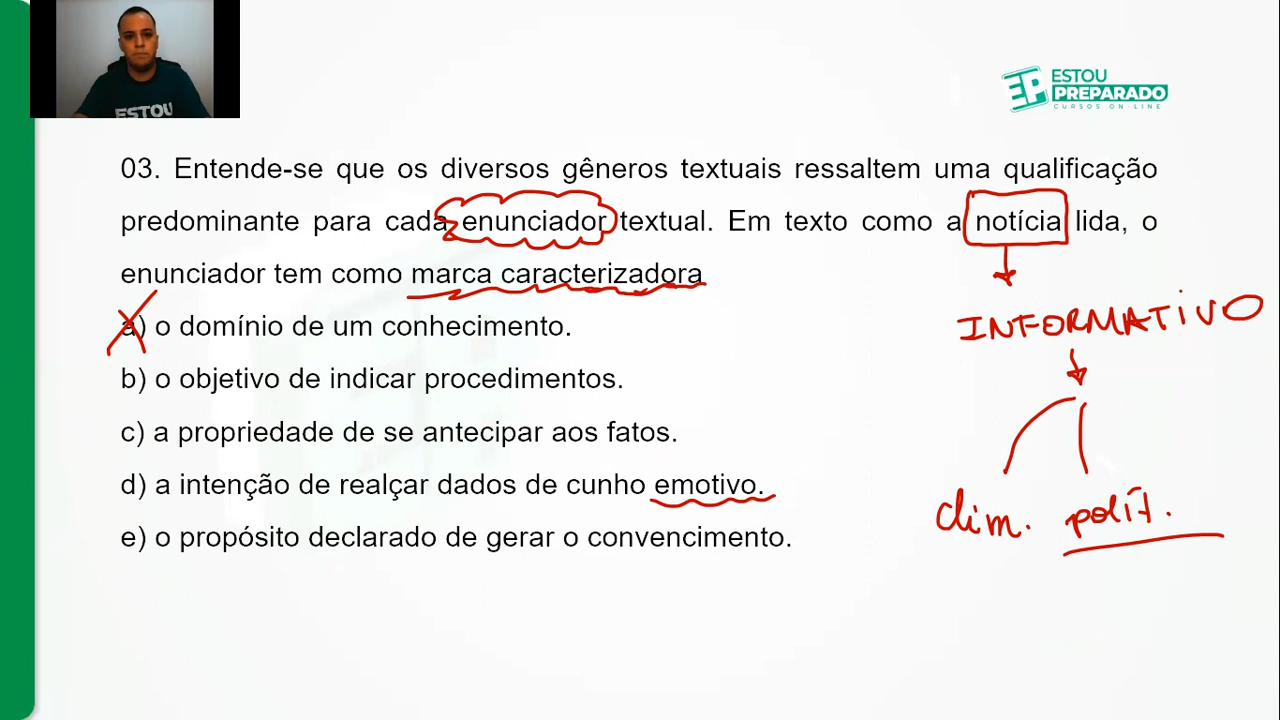 ESTOU
ESTOU
PREPARADO
CURSOS ON-LINE
03. Entende-se que os diversos gêneros textuais ressaltem uma qualificação
predominante para cada enunciador textual. Em texto como a notícia lida, o
enunciador tem como marca caracterizadora
a) o domínio de um conhecimento.
b) o objetivo de indicar procedimentos.
c) a propriedade de se antecipar aos fatos.
d) a intenção de realçar dados de cunho emotivo.
e) o propósito declarado de gerar o convencimento.
INFORMATIVO
clim. polít.